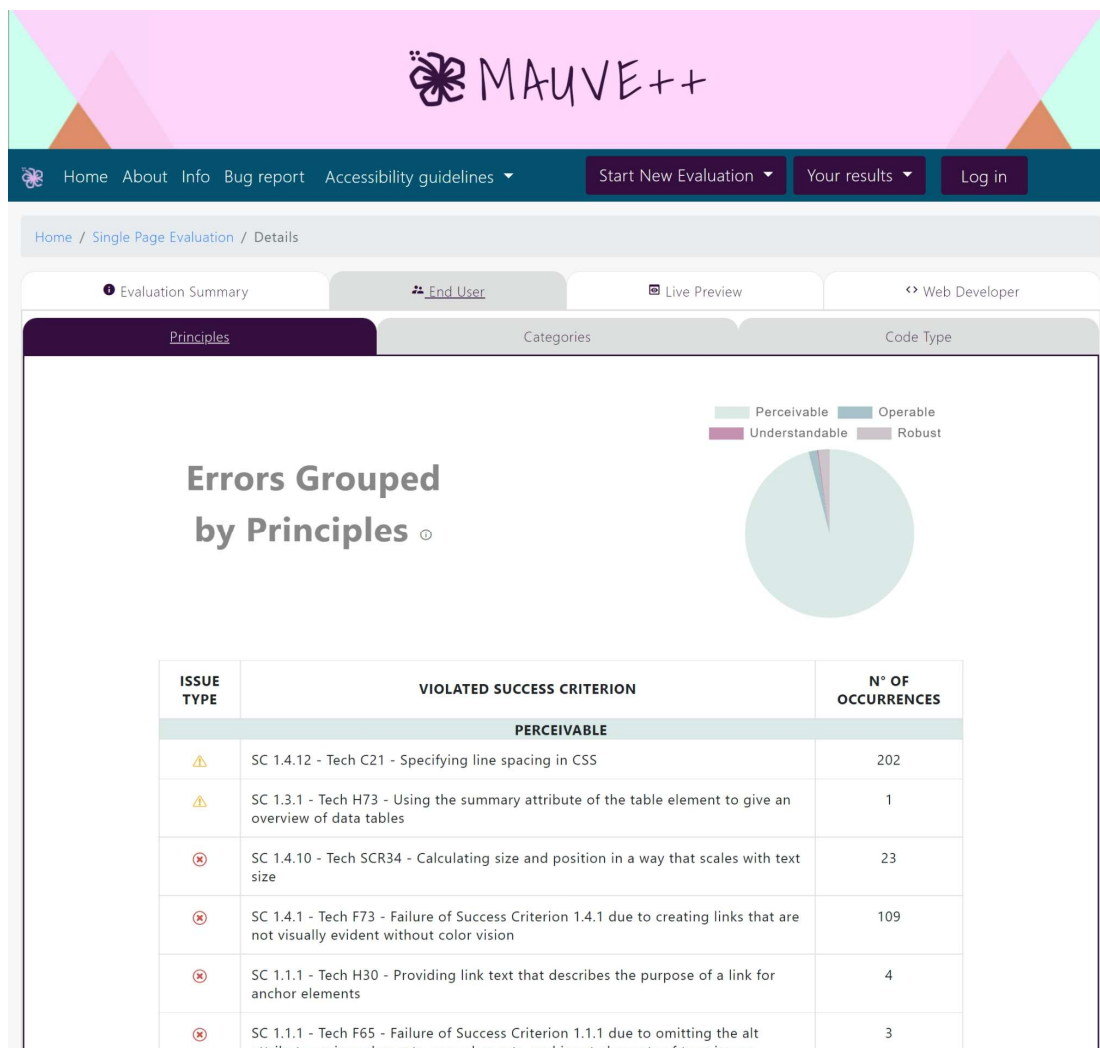 MAUVE++
Home About Info Bug report Accessibility guidelines Start New Evaluation Your results Log in
Home / Single Page Evaluation / Details
Evaluation Summary End User Live Preview Web Developer
Principles Categories Code Type
Perceivable Operable
Understandable Robust
Errors Grouped
by Principles
ISSUE
TYPE
VIOLATED SUCCESS CRITERION
N° OF
OCCURRENCES
PERCEIVABLE
SC 1.4.12 - Tech C21 - Specifying line spacing in CSS 202
SC 1.3.1 - Tech H73 - Using the summary attribute of the table element to give an 1
overview of data tables
SC 1.4.10 - Tech SCR34 - Calculating size and position in a way that scales with text 23
size
SC 1.4.1 - Tech F73 - Failure of Success Criterion 1.4.1 due to creating links that are 109
not visually evident without color vision
SC 1.1.1 - Tech H30 - Providing link text that describes the purpose of a link for 4
anchor elements
SC 1.1.1 - Tech F65 - Failure of Success Criterion 1.1.1 due to omitting the alt 3